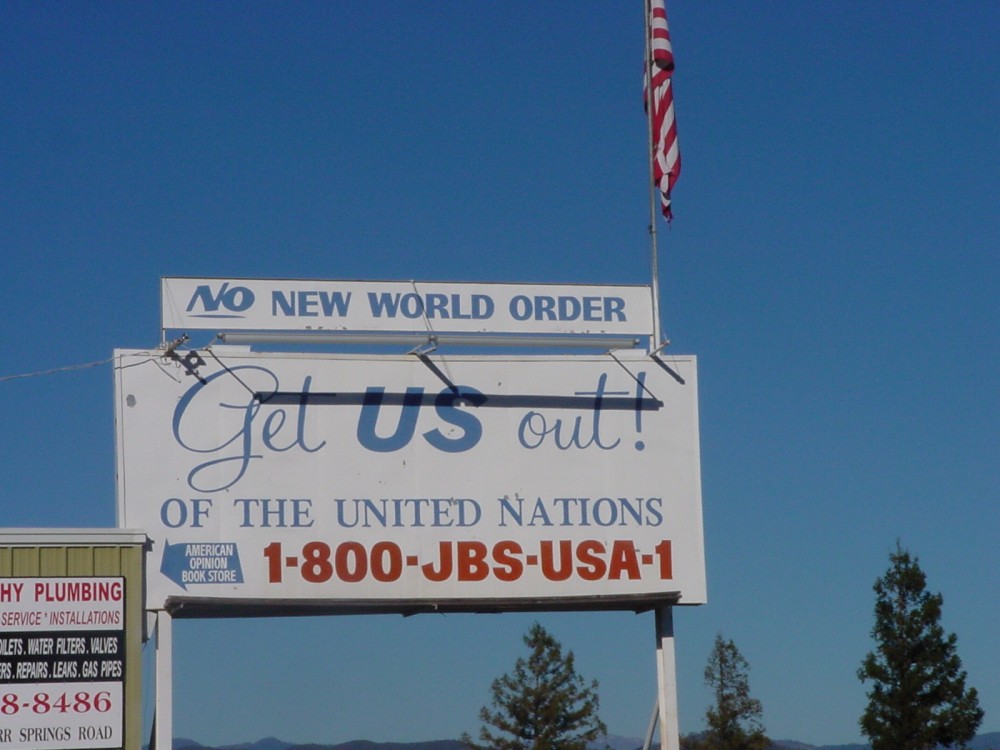 NO NEW WORLD ORDER
Get US out!
OF THE UNITED NATIONS
AMERICAN
OPINION
BOOK STORE
1-800-JBS-USA-1
HY PLUMBING
SERVICE * INSTALLATIONS
OILETS. WATER FILTERS. VALVES
ERS. REPAIRS. LEAKS. GAS PIPES
8-8486
RR SPRINGS ROAD